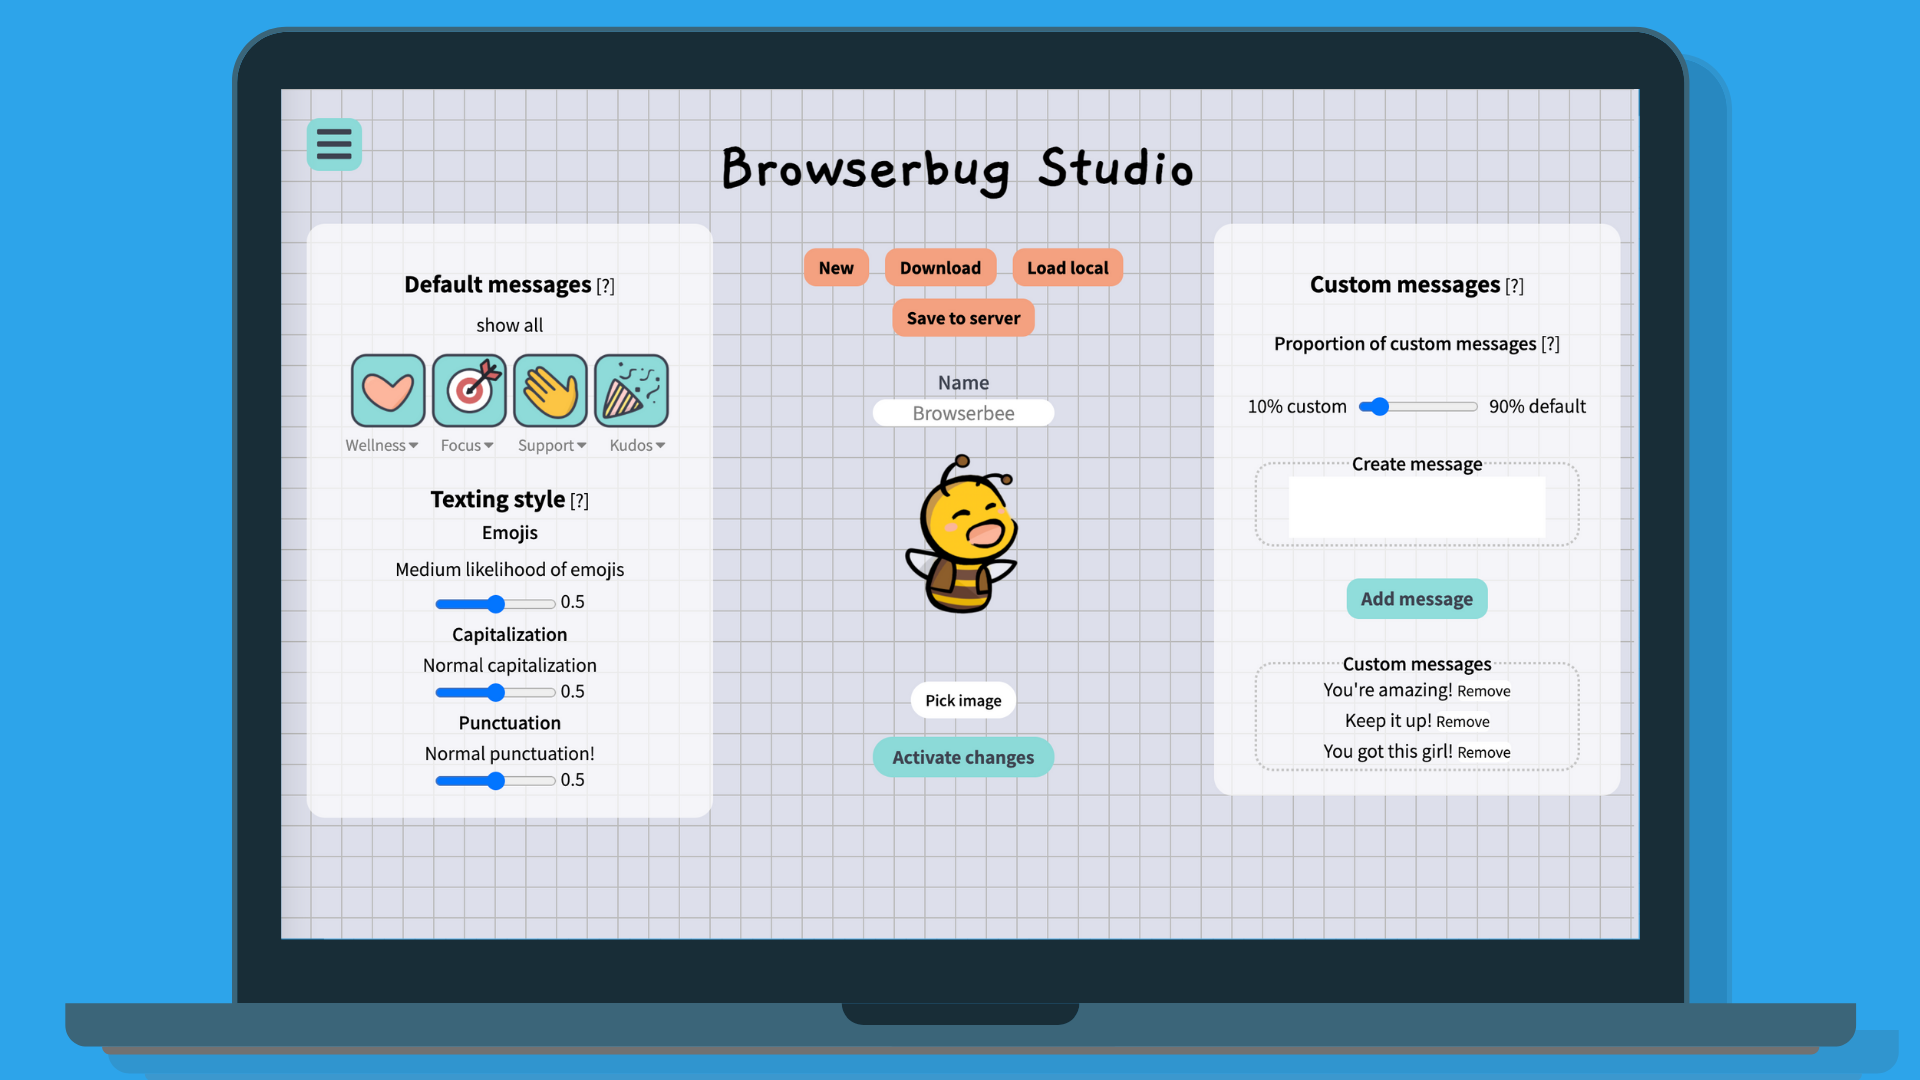 Browserbug Studio
Default messages [?]
show all
Wellness
Focus
Support
Kudos
Texting style [?]
Emojis
Medium likelihood of emojis
0.5
Capitalization
Normal capitalization
0.5
Punctuation
Normal punctuation!
0.5
New
Download
Load local
Save to server
Name
Browserbee
Pick image
Activate changes
Custom messages [?]
Proportion of custom messages [?]
10% custom
90% default
Create message
Add message
Custom messages
You're amazing! Remove
Keep it up! Remove
You got this girl! Remove